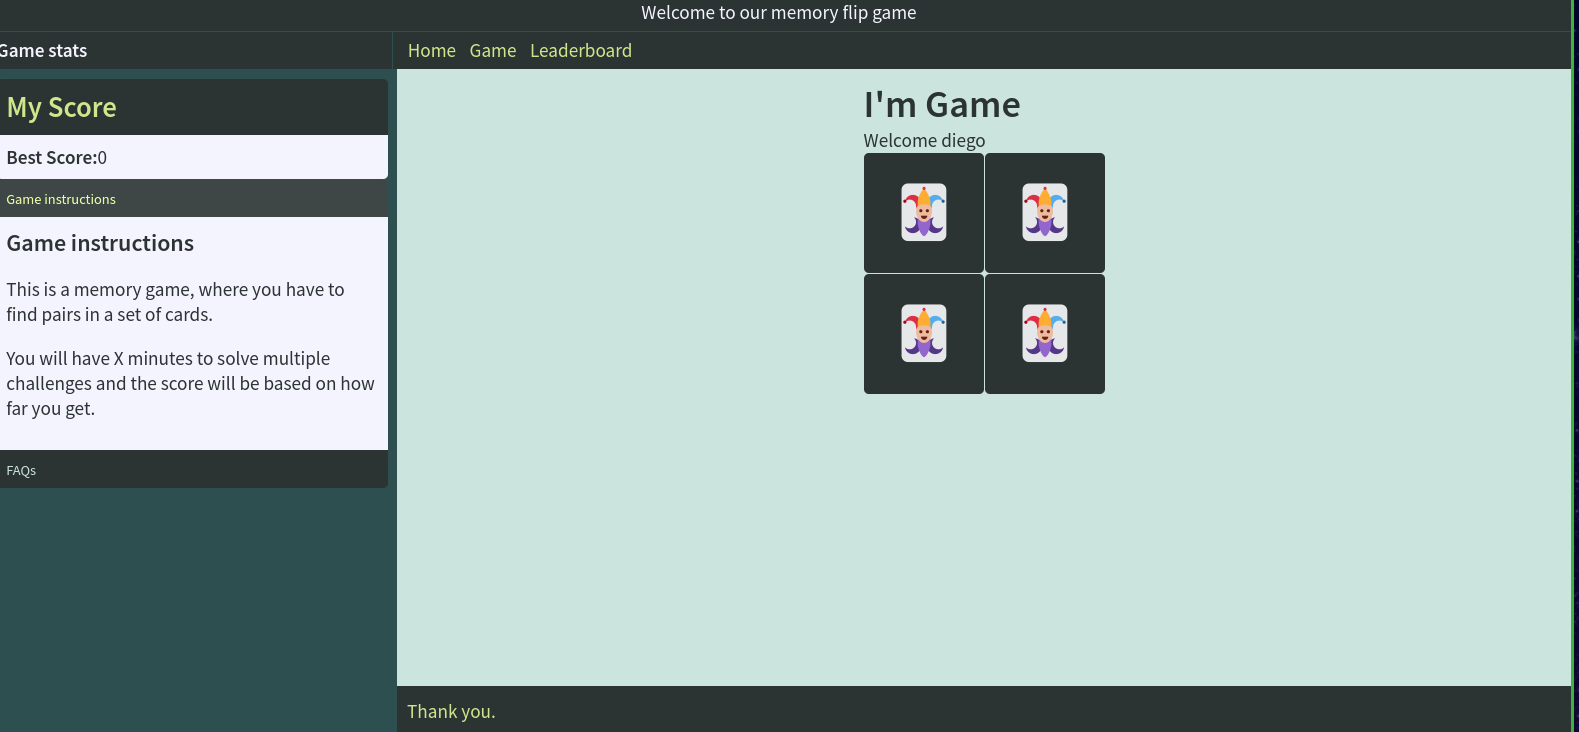 Welcome to our memory flip game
Game stats
Home Game Leaderboard
My Score
Best Score:0
Game instructions
Game instructions
This is a memory game, where you have to
find pairs in a set of cards.
You will have X minutes to solve multiple
challenges and the score will be based on how
far you get.
FAQs
I'm Game
Welcome diego
Thank you.